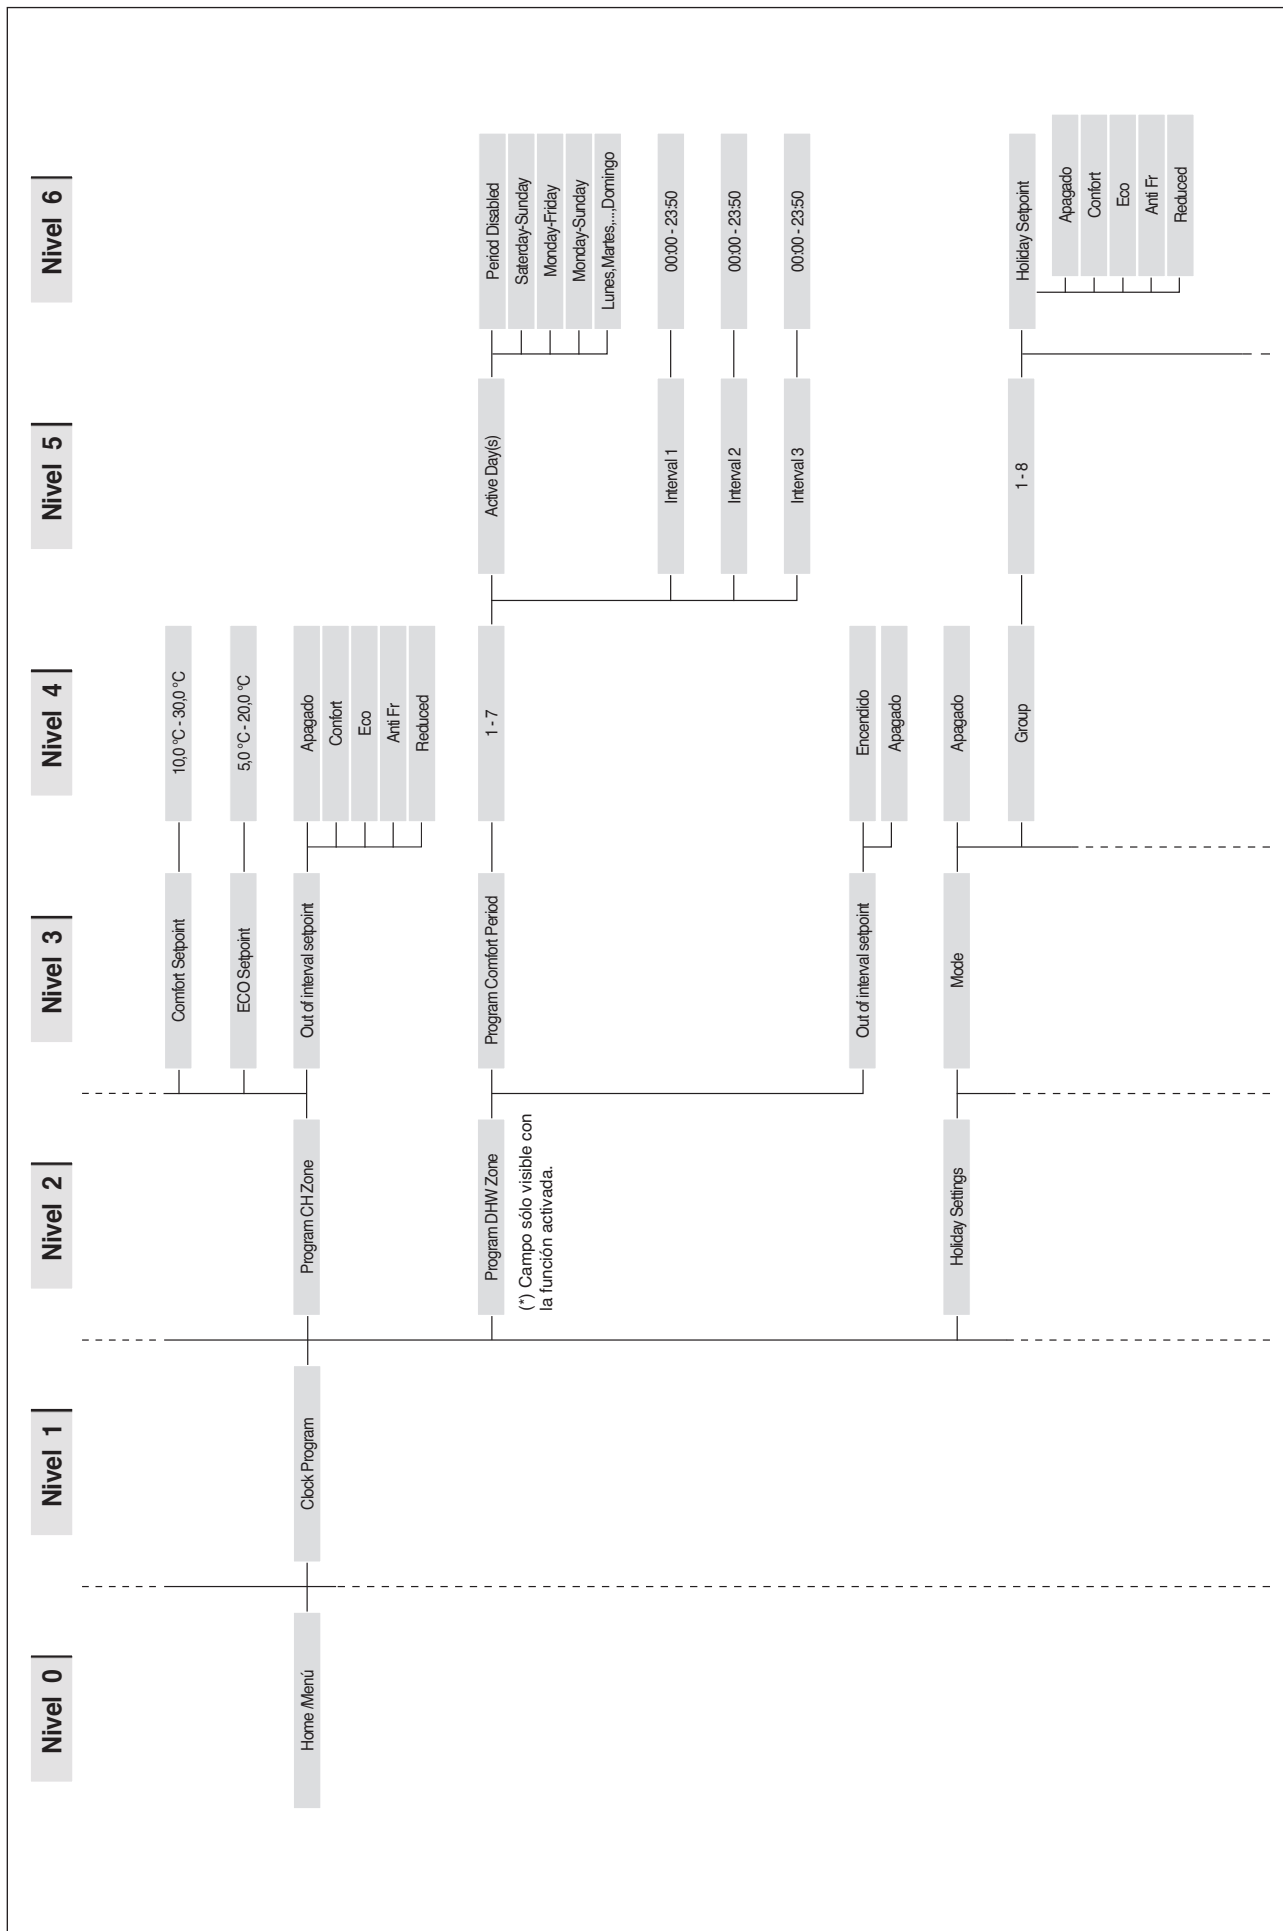 Nivel 0
Nivel 1
Nivel 2
Nivel 3
Nivel 4
Nivel 5
Nivel 6
Comfort Setpoint
10,0 °C - 30,0 °C
ECO Setpoint
5,0 °C - 20,0 °C
Home /Menú
Clock Program
Program CH Zone
Out of interval setpoint
Apagado
Confort
Eco
Anti Fr
Reduced
Program DHW Zone
(*) Campo sólo visible con
la función activada.
Program Comfort Period
1 - 7
Active Day(s)
Period Disabled
Saterday-Sunday
Monday-Friday
Monday-Sunday
Lunes,Martes,...,Domingo
Interval 1
00:00 - 23:50
Interval 2
00:00 - 23:50
Interval 3
00:00 - 23:50
Out of interval setpoint
Encendido
Apagado
Holiday Settings
Mode
Apagado
Group
1 - 8
Holiday Setpoint
Apagado
Confort
Eco
Anti Fr
Reduced